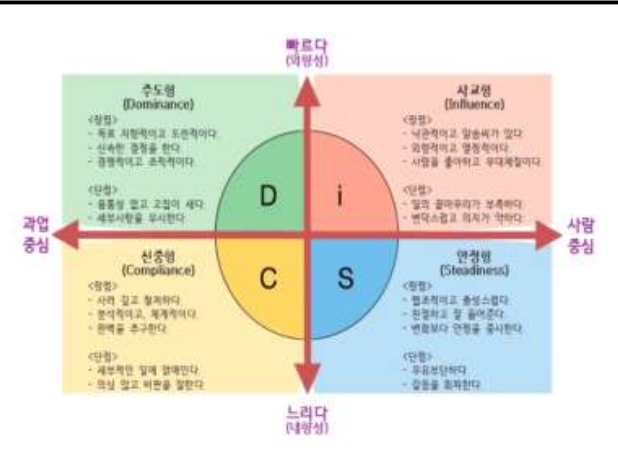 빠르다
(외향성)
주도형
(Dominance)
<장점>
- 목표 지향적이고 도전적이다.
- 신속한 결정을 한다.
- 경쟁적이고 조직적이다.
<단점>
- 융통성 없고 고집이 세다.
- 세부사항을 무시한다.
사교형
(Influence)
<장점>
- 낙관적이고 말솜씨가 있다.
- 외향적이고 열정적이다.
- 사람을 좋아하고 무대체질이다.
<단점>
- 일의 끝마무리가 부족하다.
- 변덕스럽고 의지가 약하다.
D
i
과업
중심
사람
중심
신중형
(Compliance)
<장점>
- 사려 깊고 철저하다.
- 분석적이고, 체계적이다.
- 완벽을 추구한다.
<단점>
- 세부적인 일에 얽매인다.
- 의심 많고 비판을 잘한다.
안정형
(Steadiness)
<장점>
- 협조적이고 충성스럽다.
- 친절하고 잘 들어준다.
- 변화보다 안정을 중시한다.
<단점>
- 우유부단하다.
- 갈등을 회피한다.
C
S
느리다
(내향성)